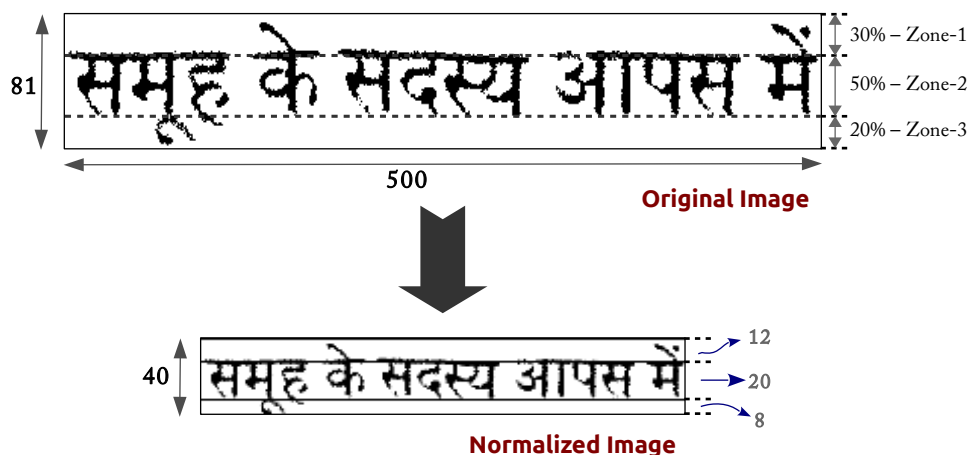 30% – Zone-1
81
समूह के सदस्य आपस में
50% – Zone-2
20% – Zone-3
500
Original Image
12
40
समूह के सदस्य आपस में
20
8
Normalized Image